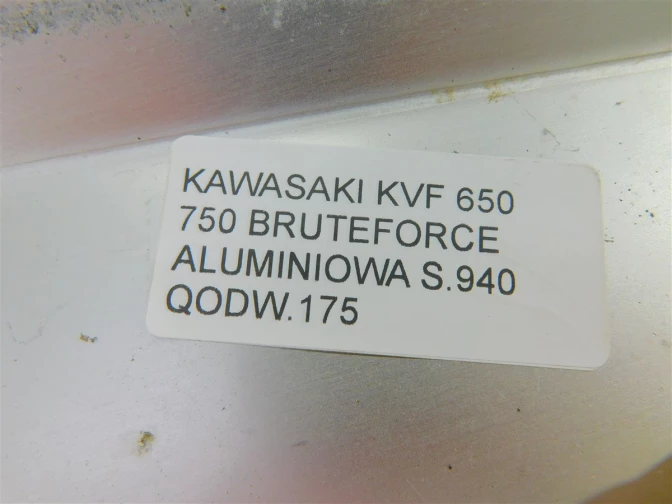 KAWASAKI KVF 650
750 BRUTEFORCE
ALUMINIOWA S.940
QODW.175